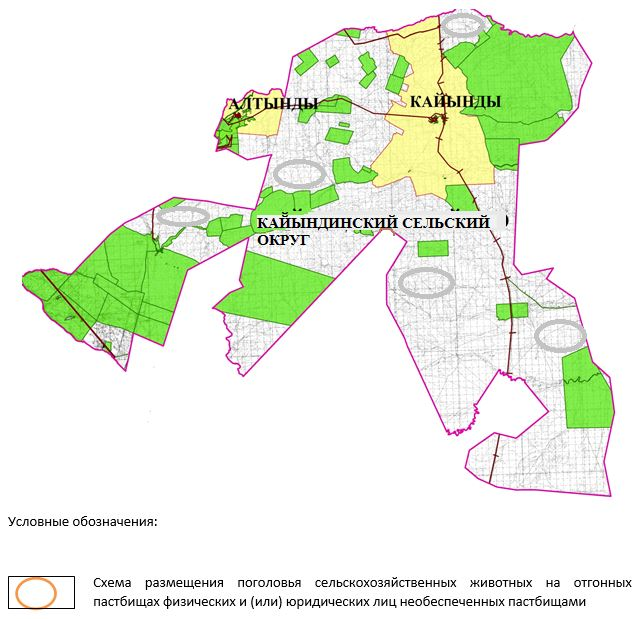 АЛТЫНДЫ
КАЙЫНДЫ
КАЙЫНДИНСКИЙ СЕЛЬСКИЙ
ОКРУГ
Условные обозначения:
Схема размещения поголовья сельскохозяйственных животных на отгонных
пастбищах физических и (или) юридических лиц необеспеченных пастбищами